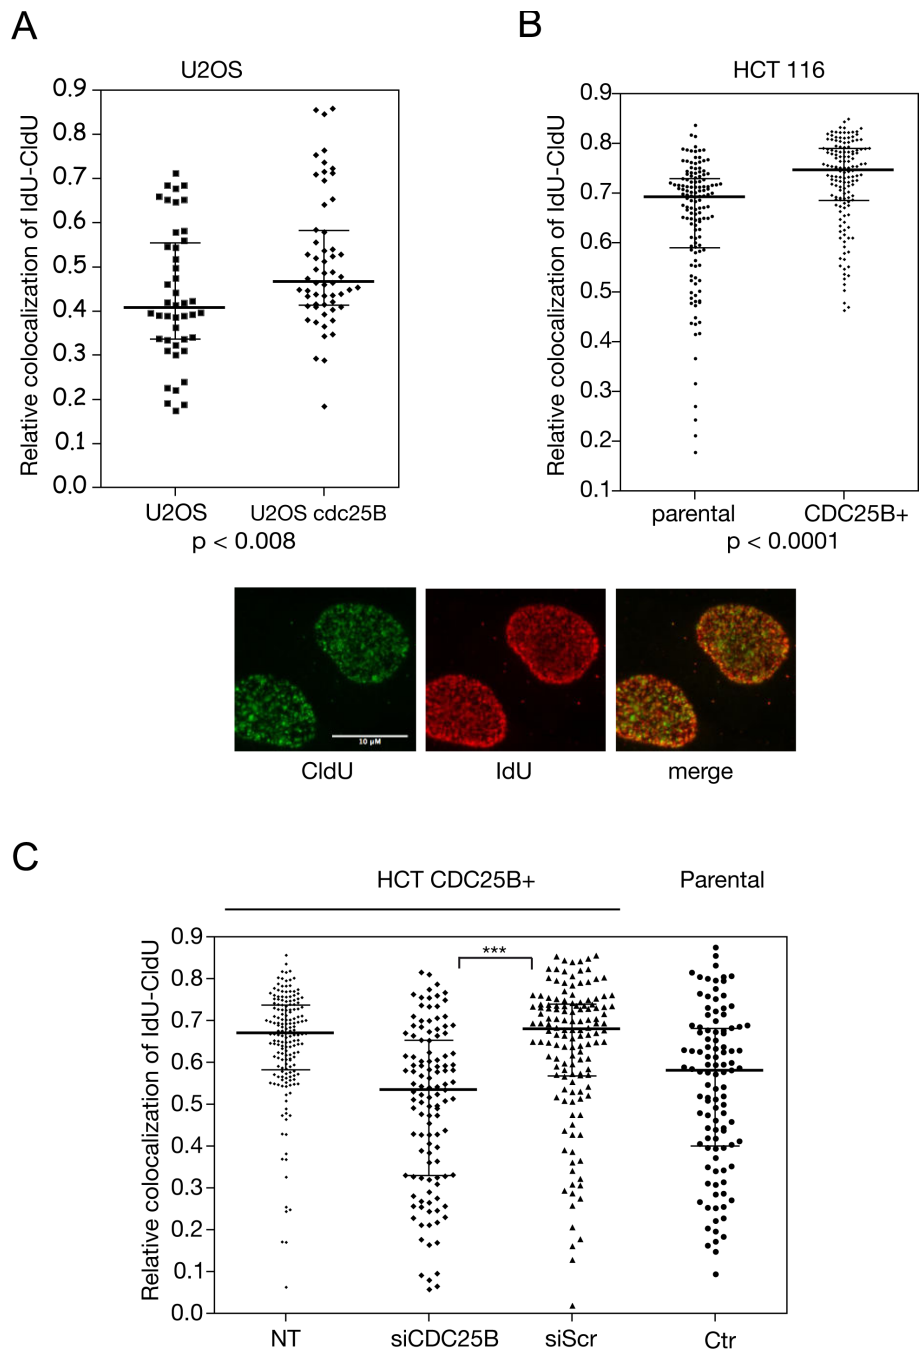 A
B
U2OS
HCT 116
Relative colocalization of IdU-CldU
0.9
0.8
0.7
0.6
0.5
0.4
0.3
0.2
0.1
0.0
U2OS
U2OS cdc25B
p < 0.008
Relative colocalization of IdU-CldU
0.9
0.8
0.7
0.6
0.5
0.4
0.3
0.2
0.1
parental
CDC25B+
p < 0.0001
10 µM
CldU
IdU
merge
C
HCT CDC25B+
Parental
Relative colocalization of IdU-CldU
0.9
0.8
0.7
0.6
0.5
0.4
0.3
0.2
0.1
0.0
***
NT
siCDC25B
siScr
Ctr